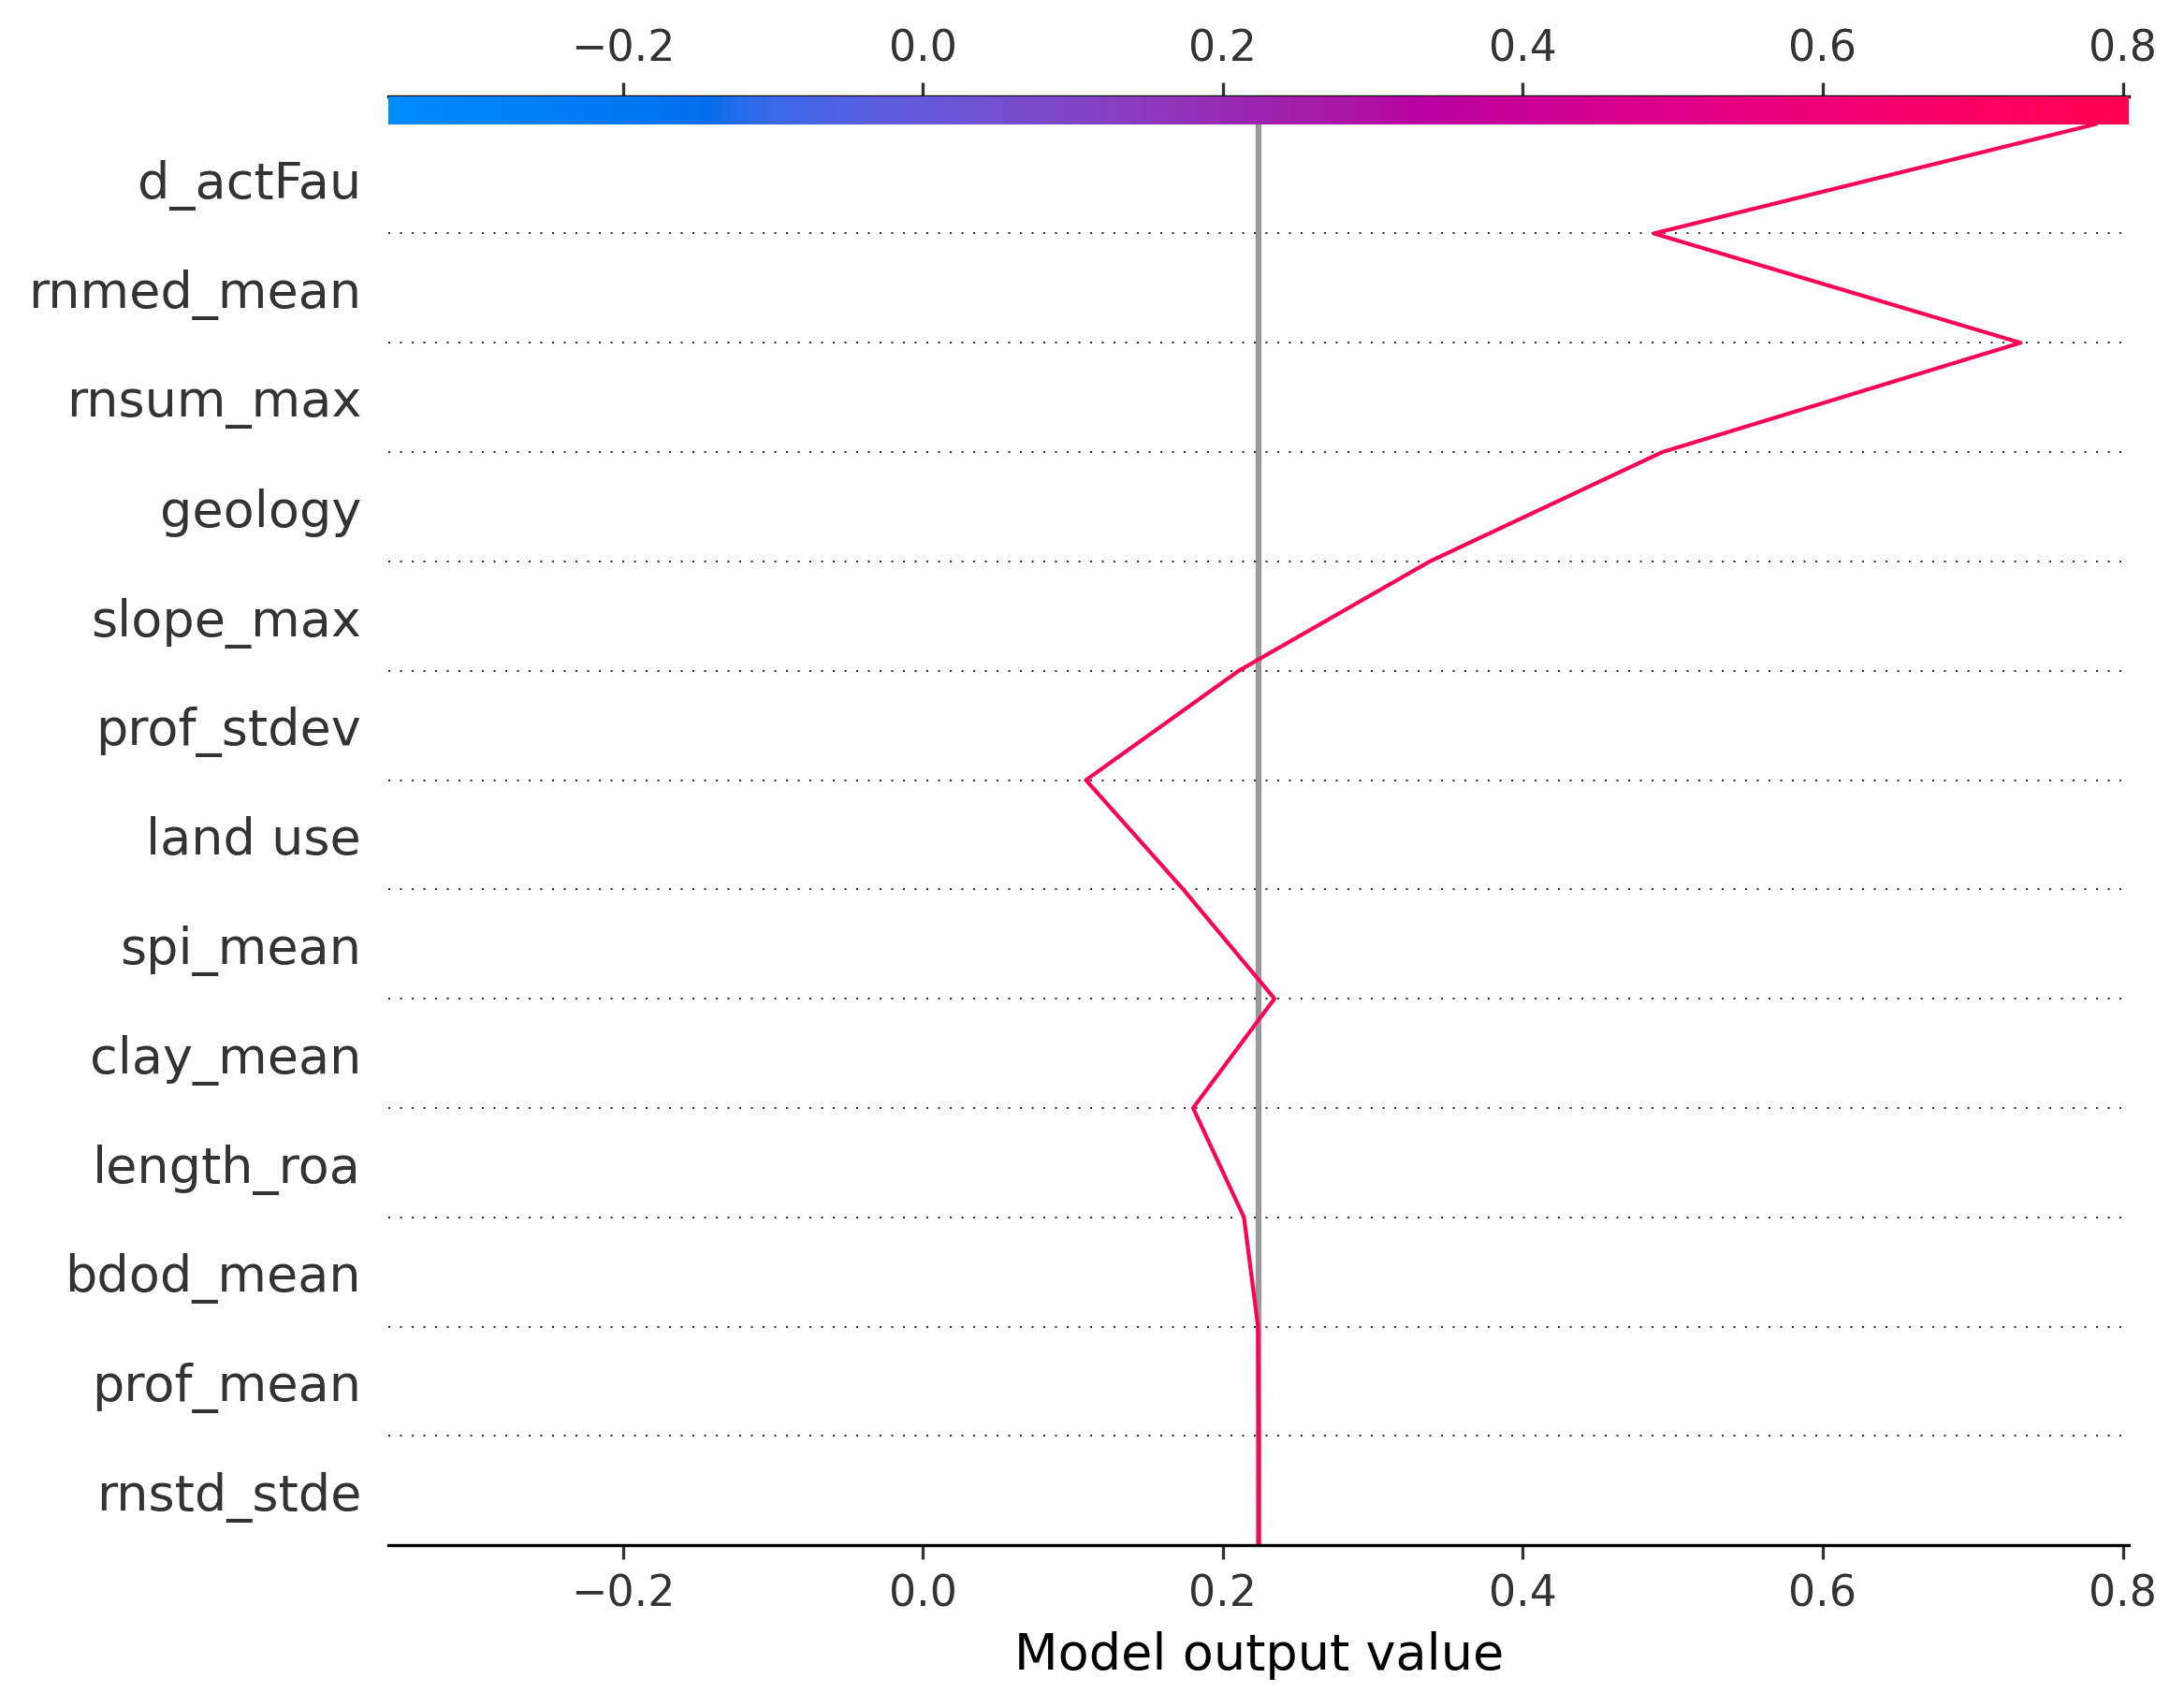 −0.2 0.0 0.2 0.4 0.6 0.8
d_actFau
rnmed_mean
rnsum_max
geology
slope_max
prof_stdev
land use
spi_mean
clay_mean
length_roa
bdod_mean
prof_mean
rnstd_stde
−0.2 0.0 0.2 0.4 0.6 0.8
Model output value